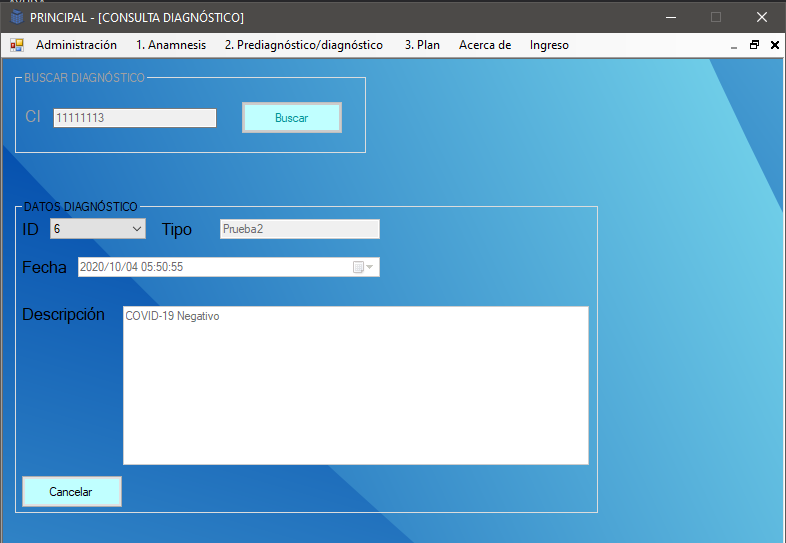 PRINCIPAL - [CONSULTA DIAGNÓSTICO]
Administración 1. Anamnesis 2. Prediagnóstico/diagnóstico 3. Plan Acerca de Ingreso
BUSCAR DIAGNÓSTICO
CI 11111113 Buscar
DATOS DIAGNÓSTICO
ID 6 Tipo Prueba2
Fecha 2020/10/04 05:50:55
Descripción COVID-19 Negativo
Cancelar